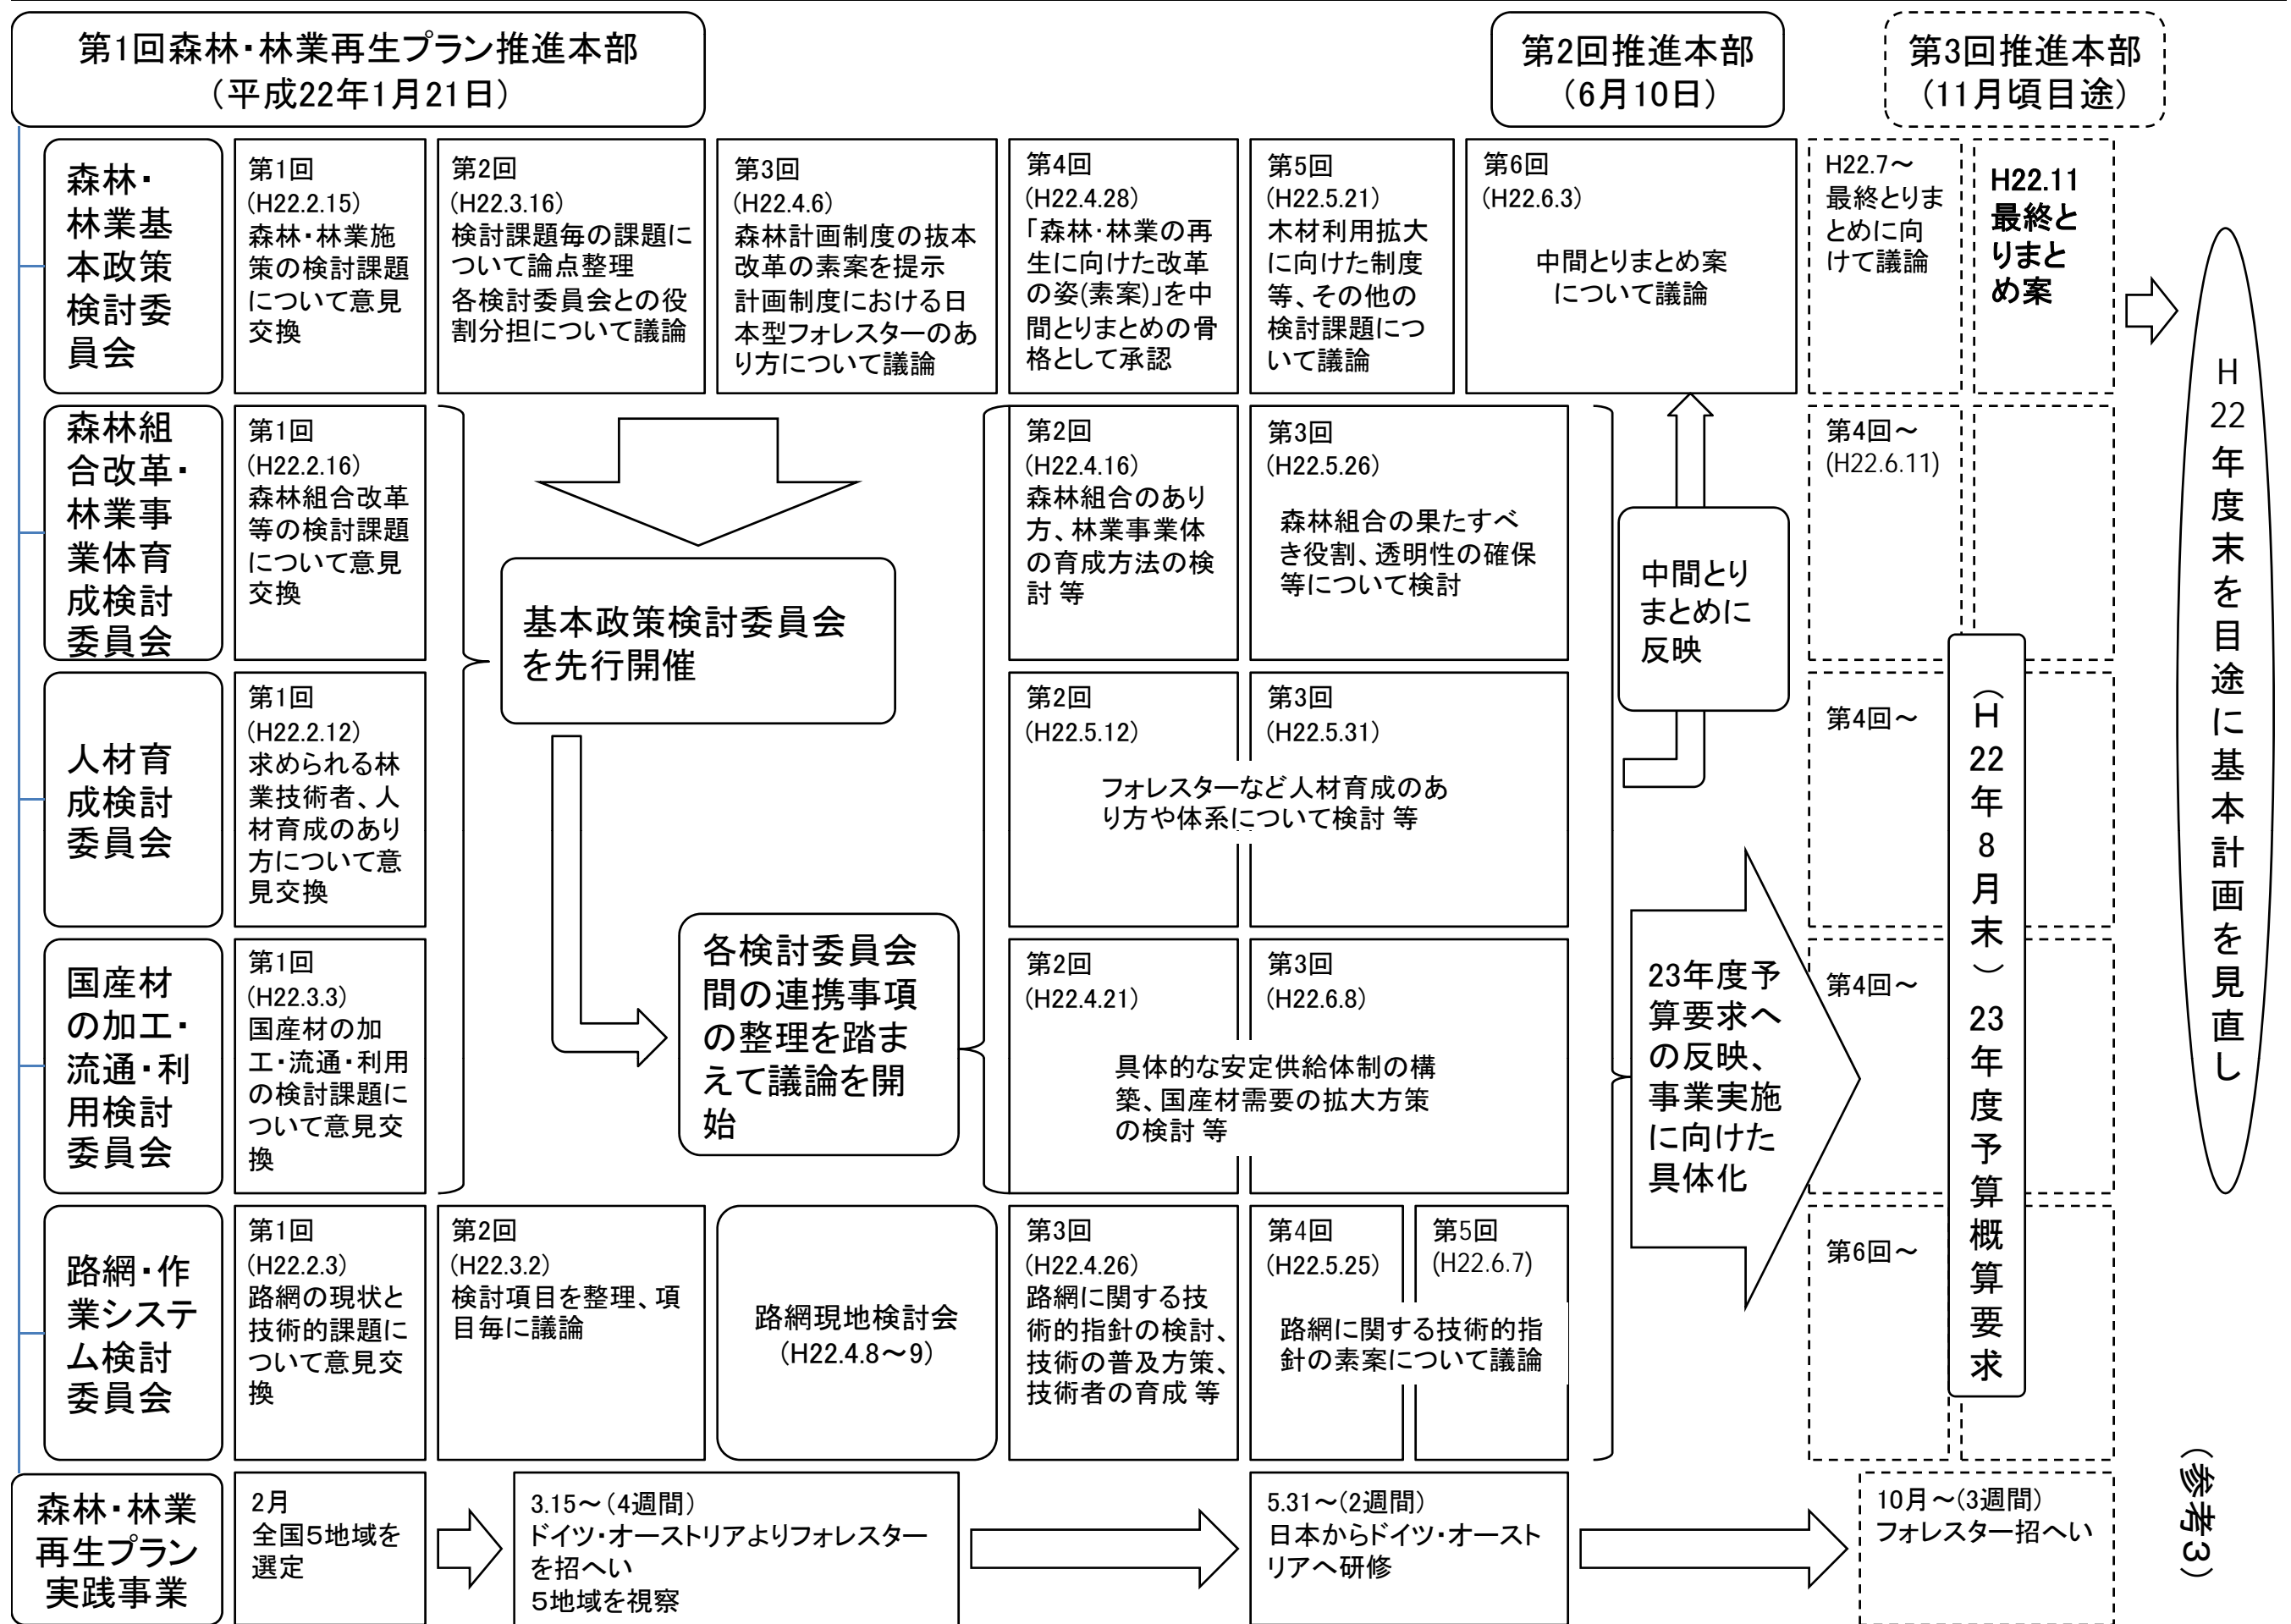 第1回森林・林業再生プラン推進本部
（平成22年1月21日）
第2回推進本部
（6月10日）
第3回推進本部
（11月頃目途）
森林・
林業基
本政策
検討委
員会
第1回
(H22.2.15)
森林・林業施
策の検討課題
について意見
交換
第2回
(H22.3.16)
検討課題毎の課題に
ついて論点整理
各検討委員会との役
割分担について議論
第3回
(H22.4.6)
森林計画制度の抜本
改革の素案を提示
計画制度における日
本型フォレスターのあ
り方について議論
第4回
(H22.4.28)
「森林・林業の再
生に向けた改革
の姿(素案)」を中
間とりまとめの骨
格として承認
第5回
(H22.5.21)
木材利用拡大
に向けた制度
等、その他の
検討課題につ
いて議論
第6回
(H22.6.3)
中間とりまとめ案
について議論
H22.7～
最終とりま
とめに向
けて議論
H22.11
最終と
りまと
め案
森林組
合改革・
林業事
業体育
成検討
委員会
第1回
(H22.2.16)
森林組合改革
等の検討課題
について意見
交換
基本政策検討委員会
を先行開催
第2回
(H22.4.16)
森林組合のあり
方、林業事業体
の育成方法の検
討 等
第3回
(H22.5.26)
森林組合の果たすべ
き役割、透明性の確保
等について検討
中間とり
まとめに
反映
第4回～
(H22.6.11)
人材育
成検討
委員会
第1回
(H22.2.12)
求められる林
業技術者、人
材育成のあり
方について意
見交換
第2回
(H22.5.12)
第3回
(H22.5.31)
フォレスターなど人材育成のあ
り方や体系について検討 等
第4回～
国産材
の加工・
流通・利
用検討
委員会
第1回
(H22.3.3)
国産材の加
工・流通・利用
の検討課題に
ついて意見交
換
各検討委員会
間の連携事項
の整理を踏ま
えて議論を開
始
第2回
(H22.4.21)
第3回
(H22.6.8)
具体的な安定供給体制の構
築、国産材需要の拡大方策
の検討 等
23年度予
算要求へ
の反映、
事業実施
に向けた
具体化
第4回～
路網・作
業システ
ム検討
委員会
第1回
(H22.2.3)
路網の現状と
技術的課題に
ついて意見交
換
第2回
(H22.3.2)
検討項目を整理、項
目毎に議論
路網現地検討会
（H22.4.8～9）
第3回
(H22.4.26)
路網に関する技
術的指針の検討、
技術の普及方策、
技術者の育成 等
第4回
(H22.5.25)
第5回
(H22.6.7)
路網に関する技術的指
針の素案について議論
第6回～
（H22年8月末）23年度予算概算要求
H22年度末を目途に基本計画を見直し
森林・林業
再生プラン
実践事業
2月
全国5地域を
選定
3.15～（4週間）
ドイツ・オーストリアよりフォレスター
を招へい
5地域を視察
5.31～(2週間）
日本からドイツ・オースト
リアへ研修
10月～（3週間）
フォレスター招へい
（参考3）